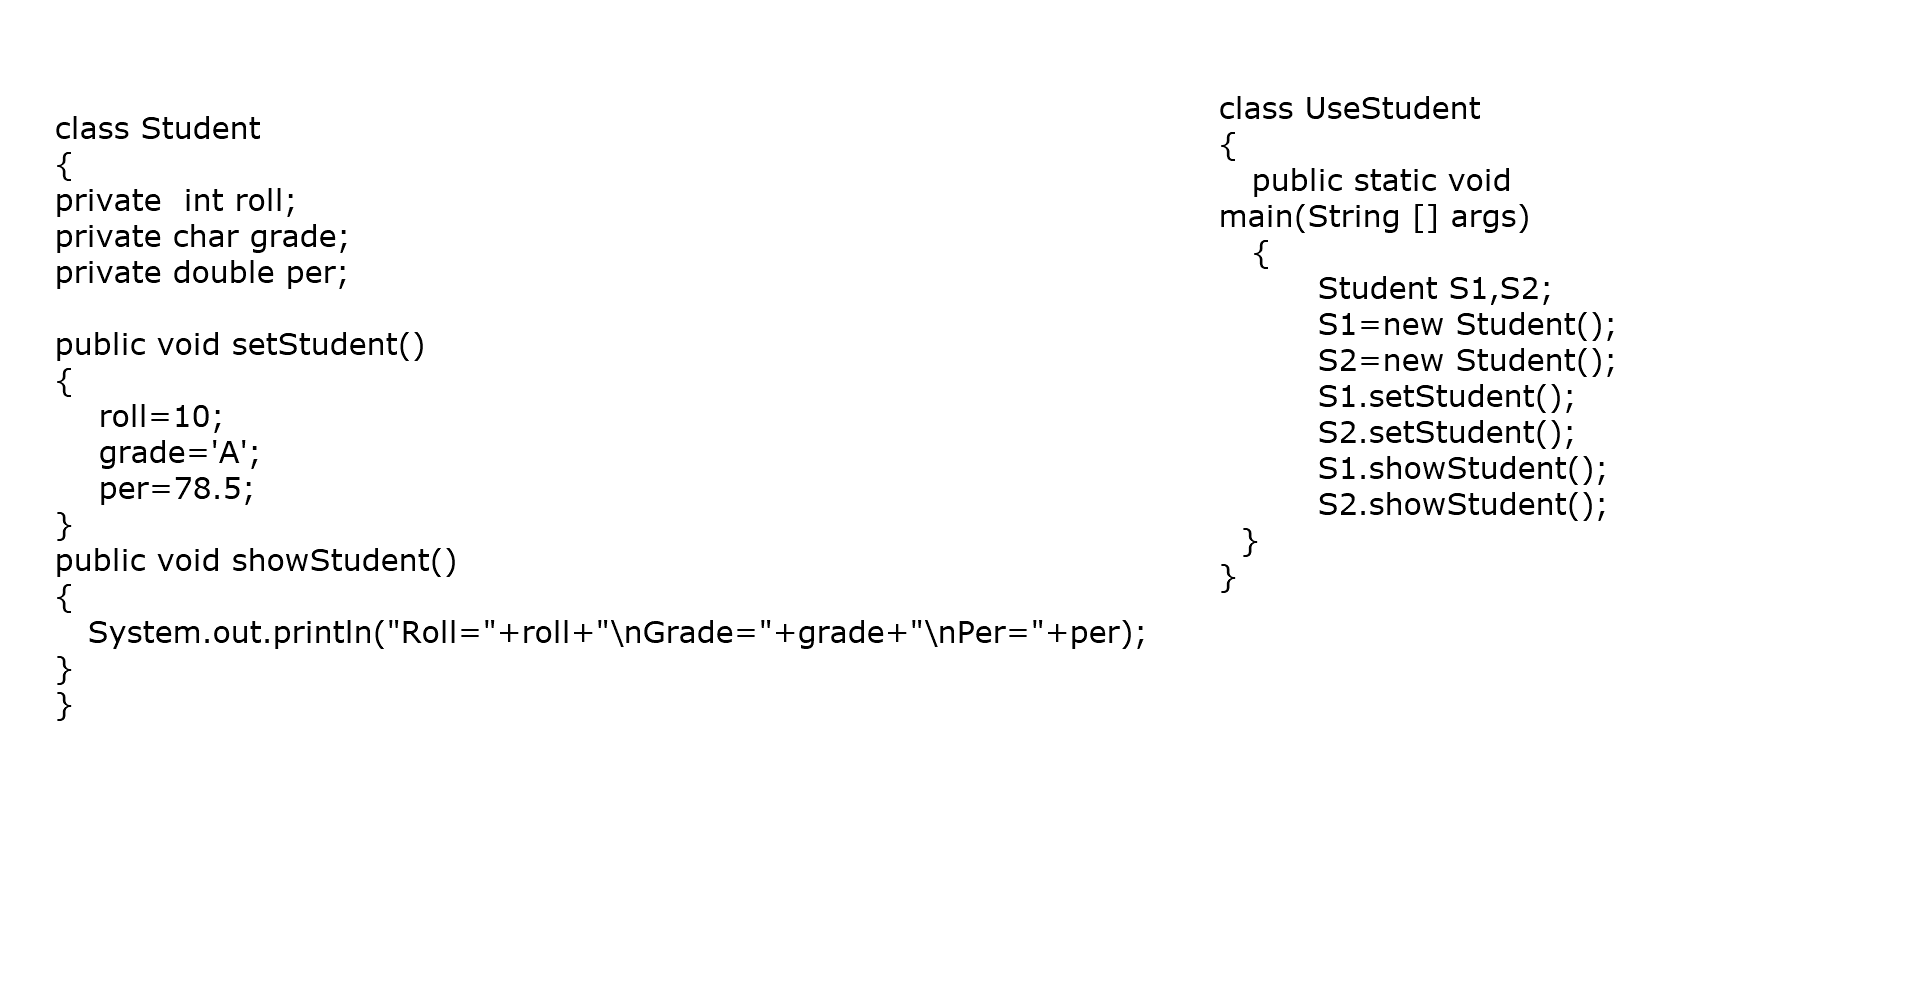 class Student
{
private  int roll;
private char grade;
private double per;

public void setStudent()
{
    roll=10;
    grade='A';
    per=78.5;
}
public void showStudent()
{
   System.out.println("Roll="+roll+"\nGrade="+grade+"\nPer="+per);
}
}
class UseStudent
{
   public static void
main(String [] args)
   {
         Student S1,S2;
         S1=new Student();
         S2=new Student();
         S1.setStudent();
         S2.setStudent();
         S1.showStudent();
         S2.showStudent();
  }
}